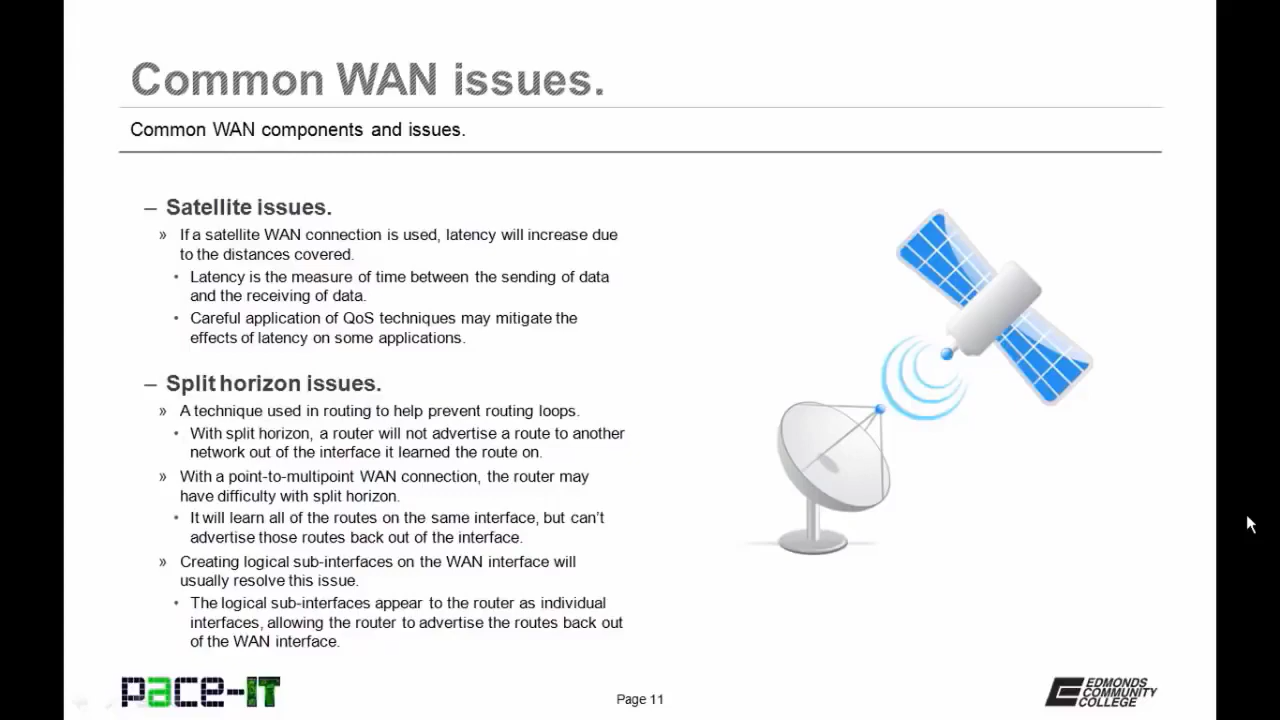 Common WAN issues.
Common WAN components and issues.
– Satellite issues.
» If a satellite WAN connection is used, latency will increase due
to the distances covered.
• Latency is the measure of time between the sending of data
and the receiving of data.
• Careful application of QoS techniques may mitigate the
effects of latency on some applications.
– Split horizon issues.
» A technique used in routing to help prevent routing loops.
• With split horizon, a router will not advertise a route to another
network out of the interface it learned the route on.
» With a point-to-multipoint WAN connection, the router may
have difficulty with split horizon.
• It will learn all of the routes on the same interface, but can't
advertise those routes back out of the interface.
» Creating logical sub-interfaces on the WAN interface will
usually resolve this issue.
• The logical sub-interfaces appear to the router as individual
interfaces, allowing the router to advertise the routes back out
of the WAN interface.
pace-IT
Page 11
EDMONDS
COMMUNITY
COLLEGE